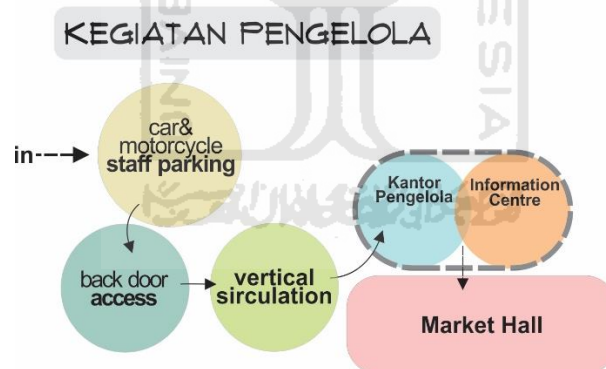 KEGIATAN PENGELOLA
in
car&
motorcycle
staff parking
back door
access
vertical
sirculation
Kantor
Pengelola
Information
Centre
Market Hall